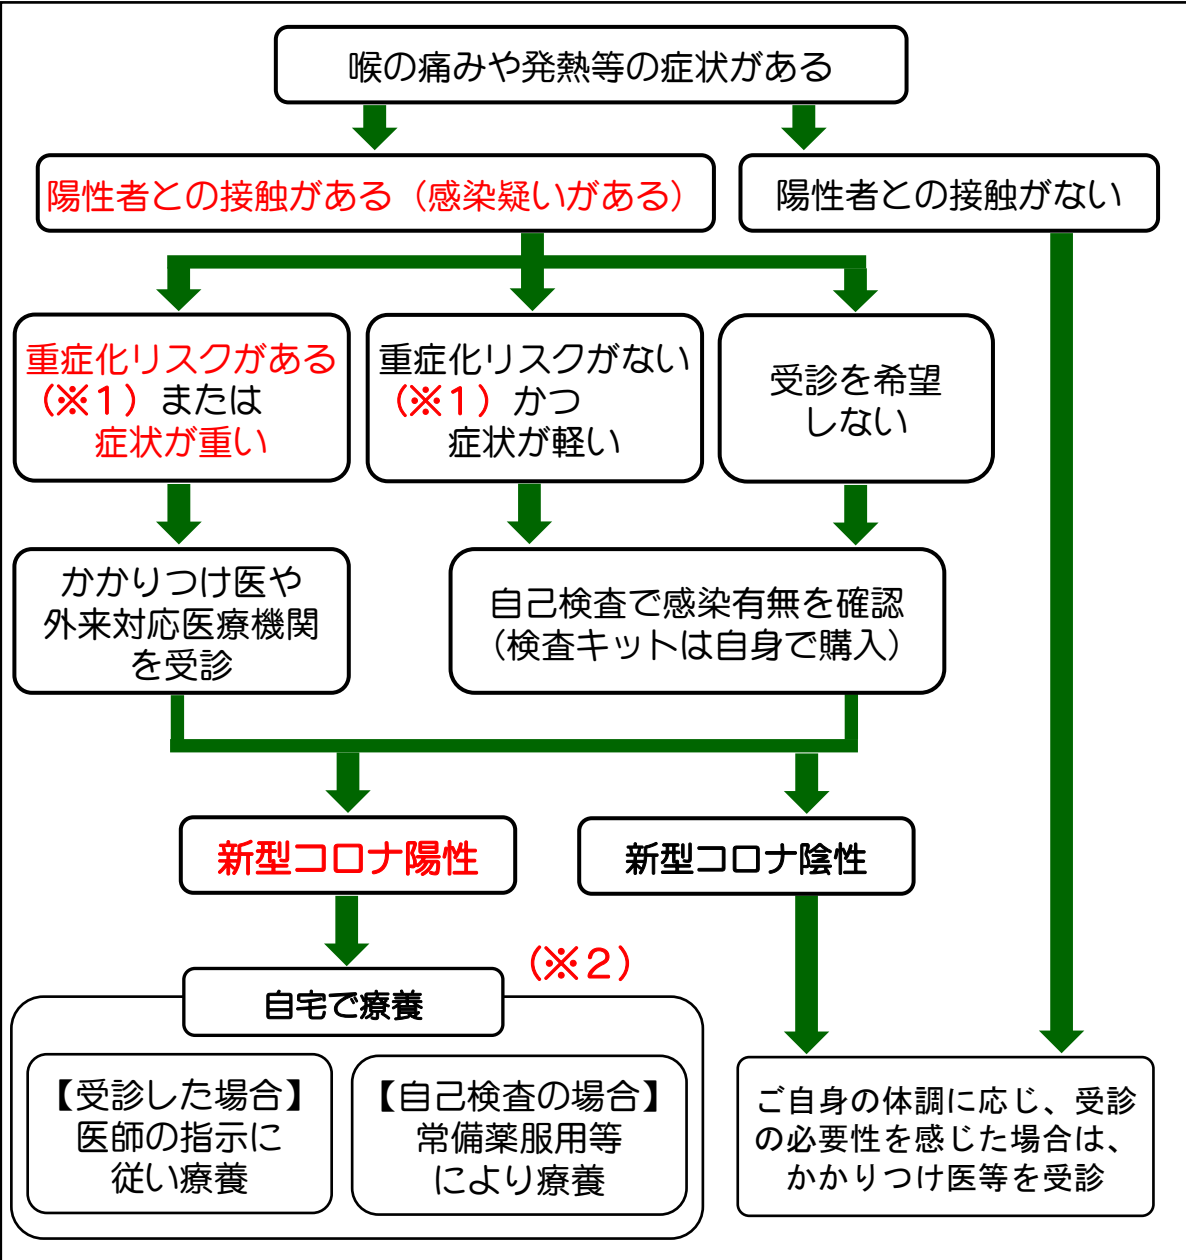 喉の痛みや発熱等の症状がある
陽性者との接触がある（感染疑いがある）
陽性者との接触がない
重症化リスクがある
（※１）または
症状が重い
重症化リスクがない
（※１）かつ
症状が軽い
受診を希望
しない
かかりつけ医や
外来対応医療機関
を受診
自己検査で感染有無を確認
（検査キットは自身で購入）
新型コロナ陽性
新型コロナ陰性
（※２）
自宅で療養
【受診した場合】
医師の指示に
従い療養
【自己検査の場合】
常備薬服用等
により療養
ご自身の体調に応じ、受診
の必要性を感じた場合は、
かかりつけ医等を受診